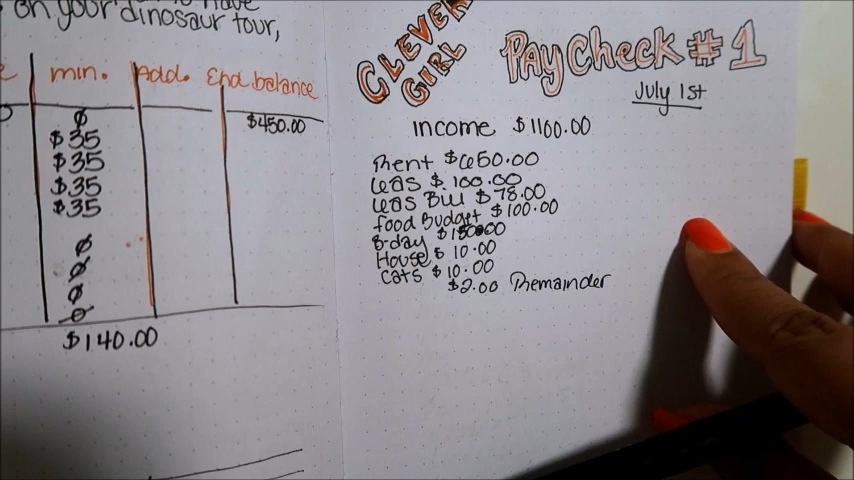 have
on your dinosaur tour,
min. Add. End balance
ø
$450.00
$35
$35
$35
$35
ø
ø
ø
ø
$140.00
CLEVER
GIRL
PayCheck #1
July 1st
income $1100.00
Rent $650.00
Gas $100.00
Gas Bill $78.00
Food Budget $100.00
B-day $150.00
House $10.00
Cats $10.00
$2.00 Remainder